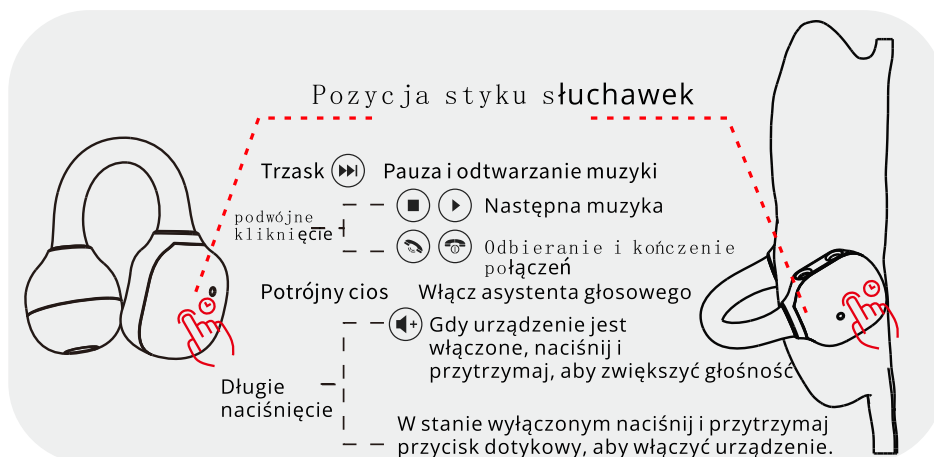 Pozycja styku słuchawek
Trzask Pauza i odtwarzanie muzyki
Następna muzyka
podwójne
kliknięcie
Odbieranie i kończenie
połączeń
Potrójny cios Włącz asystenta głosowego
Gdy urządzenie jest
włączone, naciśnij i
przytrzymaj, aby zwiększyć głośność
Długie
naciśnięcie
W stanie wyłączonym naciśnij i przytrzymaj
przycisk dotykowy, aby włączyć urządzenie.